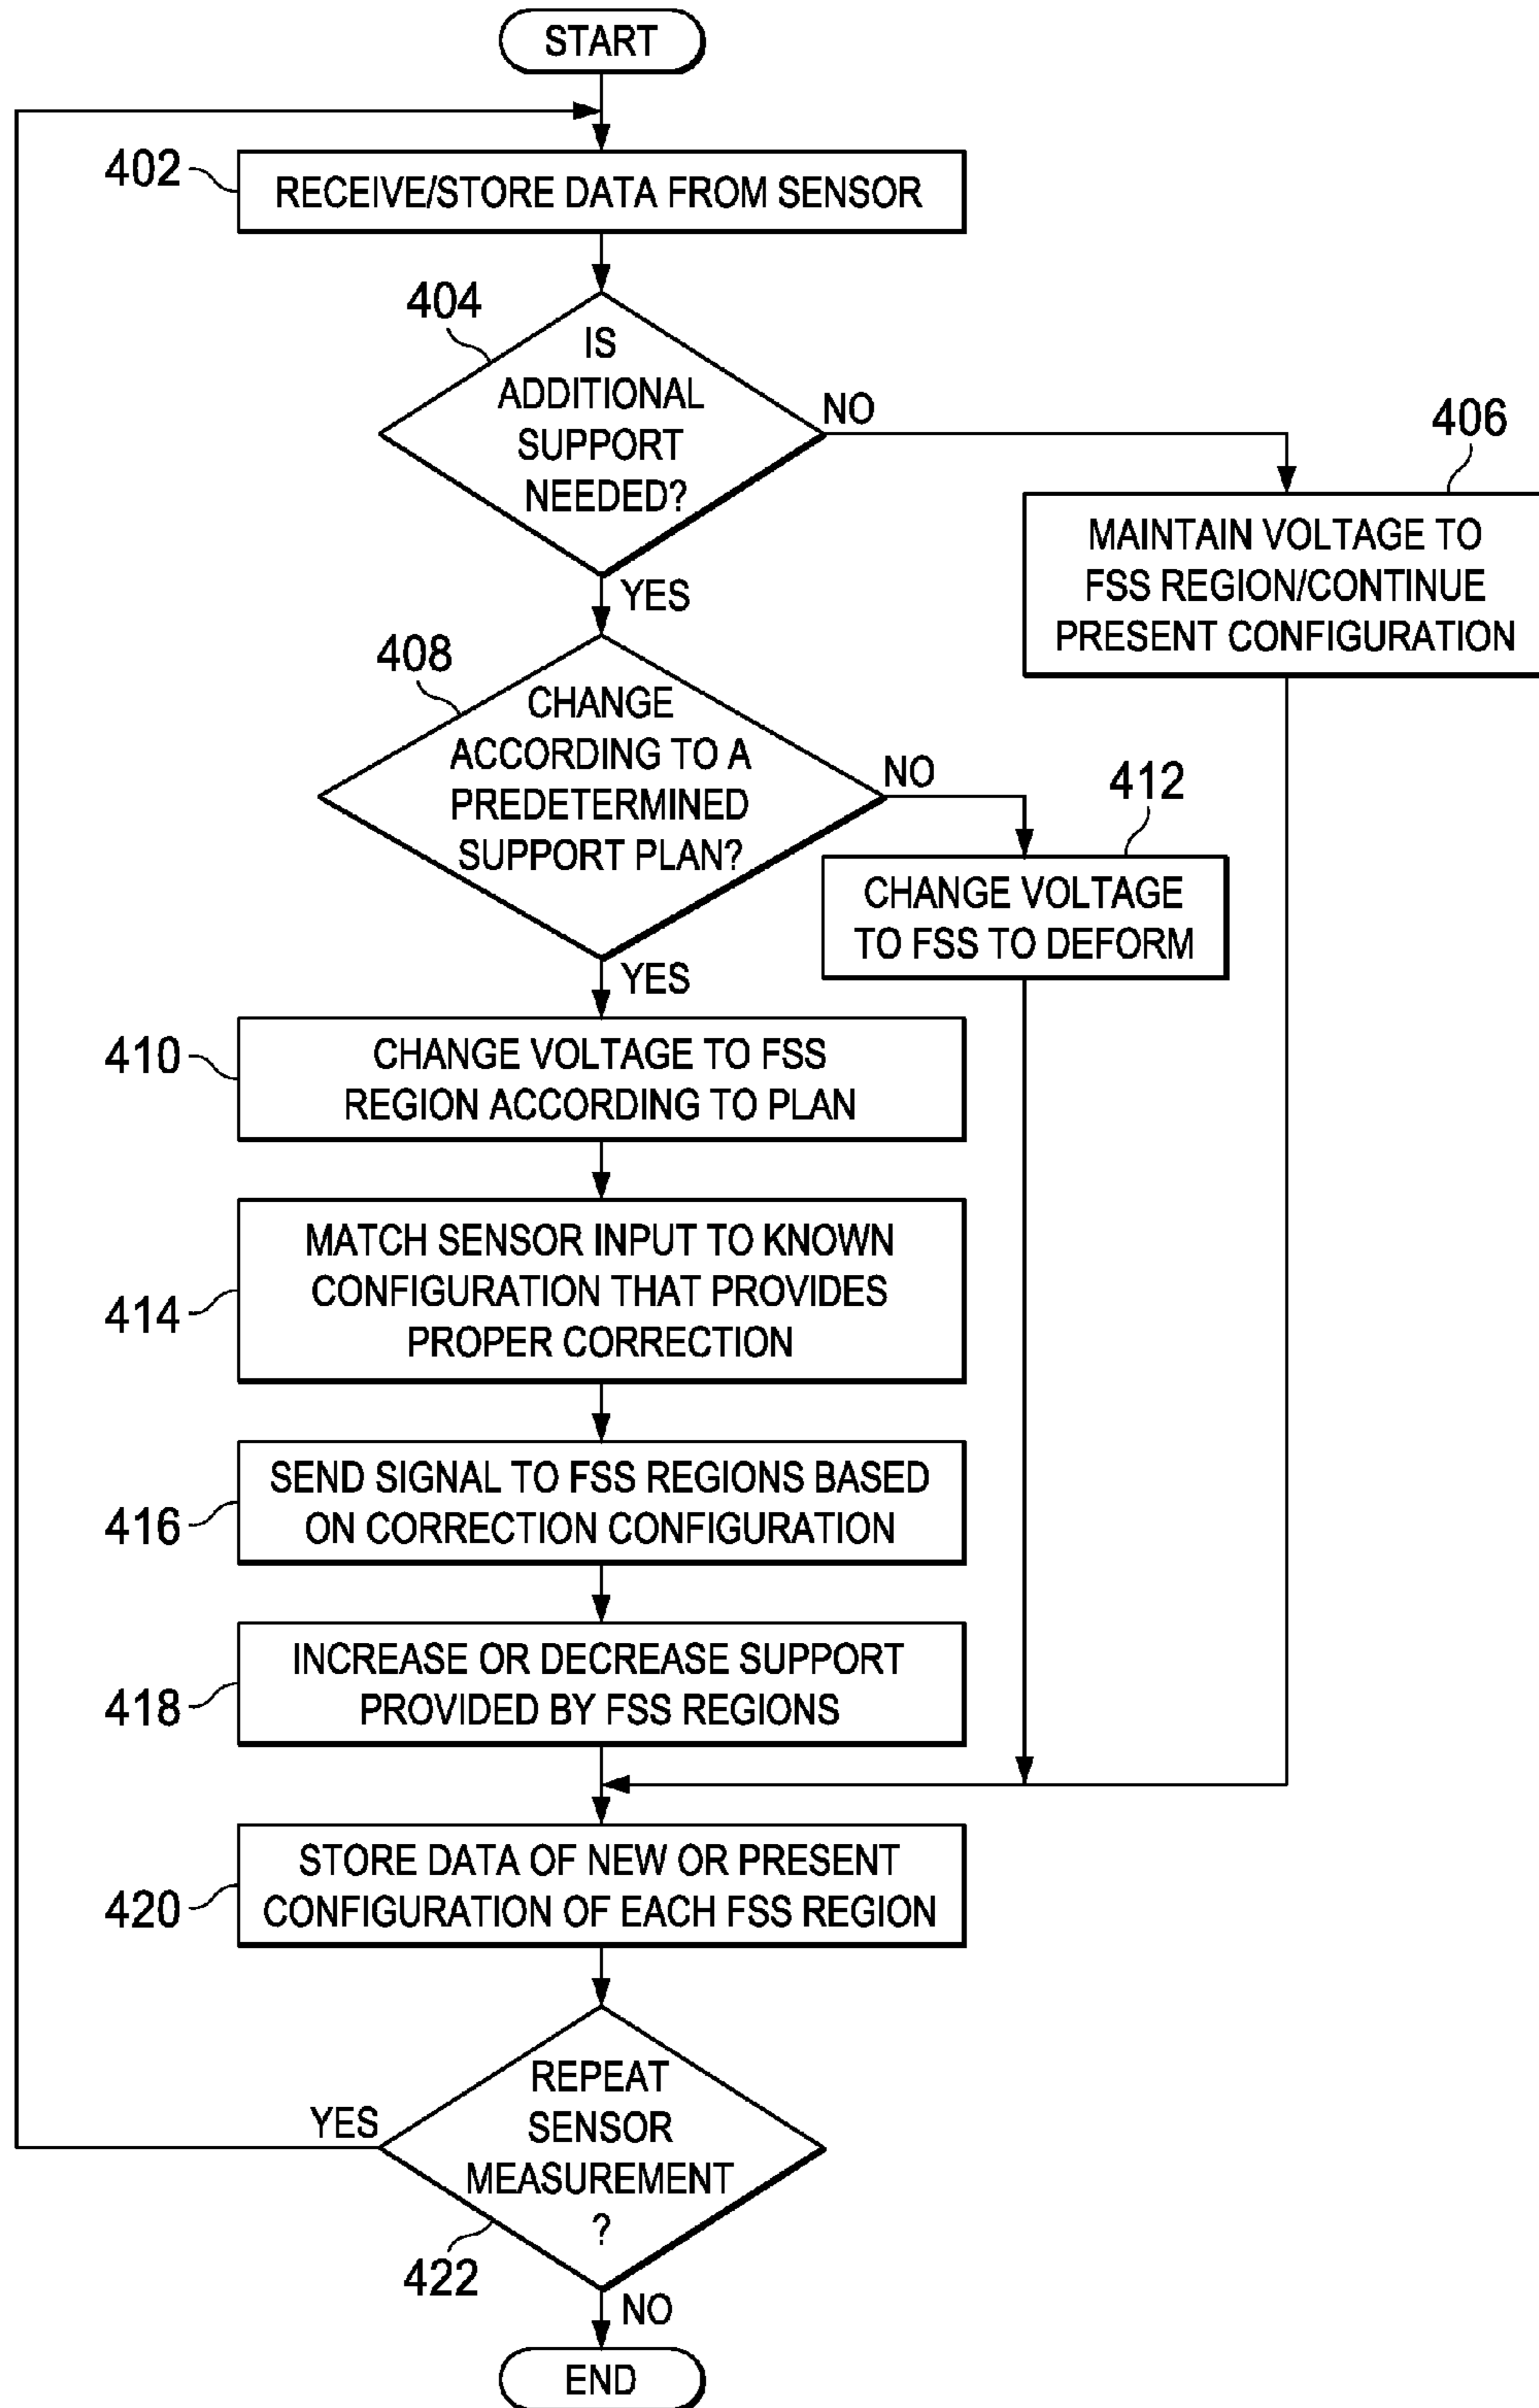 START
402
RECEIVE/STORE DATA FROM SENSOR
404
IS
ADDITIONAL
SUPPORT
NEEDED?
NO
406
MAINTAIN VOLTAGE TO
FSS REGION/CONTINUE
PRESENT CONFIGURATION
YES
408
CHANGE
ACCORDING TO A
PREDETERMINED
SUPPORT PLAN?
NO
412
CHANGE VOLTAGE
TO FSS TO DEFORM
YES
410
CHANGE VOLTAGE TO FSS
REGION ACCORDING TO PLAN
414
MATCH SENSOR INPUT TO KNOWN
CONFIGURATION THAT PROVIDES
PROPER CORRECTION
416
SEND SIGNAL TO FSS REGIONS BASED
ON CORRECTION CONFIGURATION
418
INCREASE OR DECREASE SUPPORT
PROVIDED BY FSS REGIONS
420
STORE DATA OF NEW OR PRESENT
CONFIGURATION OF EACH FSS REGION
YES
REPEAT
SENSOR
MEASUREMENT
?
422
NO
END